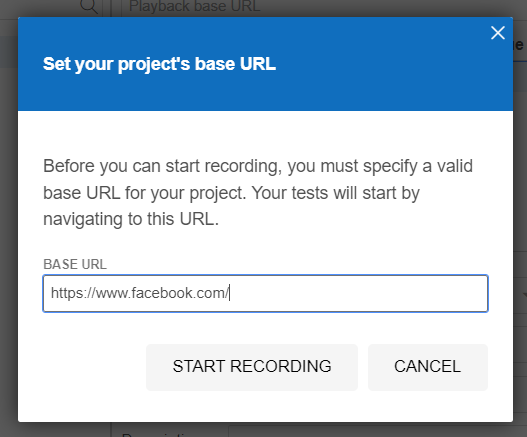 Playback base URL
Set your project's base URL
Before you can start recording, you must specify a valid
base URL for your project. Your tests will start by
navigating to this URL.
BASE URL
https://www.facebook.com/
START RECORDING
CANCEL